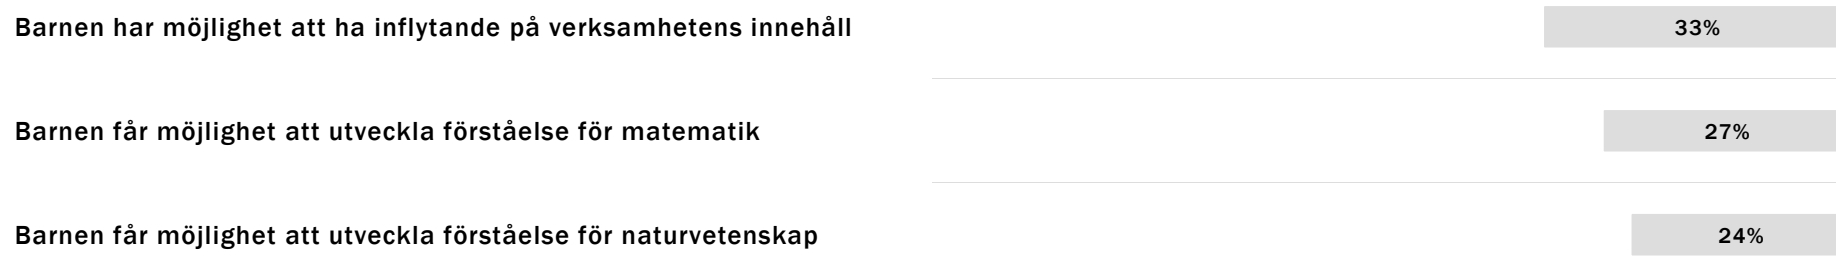 Barnen har möjlighet att ha inflytande på verksamhetens innehåll 33%
Barnen får möjlighet att utveckla förståelse för matematik 27%
Barnen får möjlighet att utveckla förståelse för naturvetenskap 24%